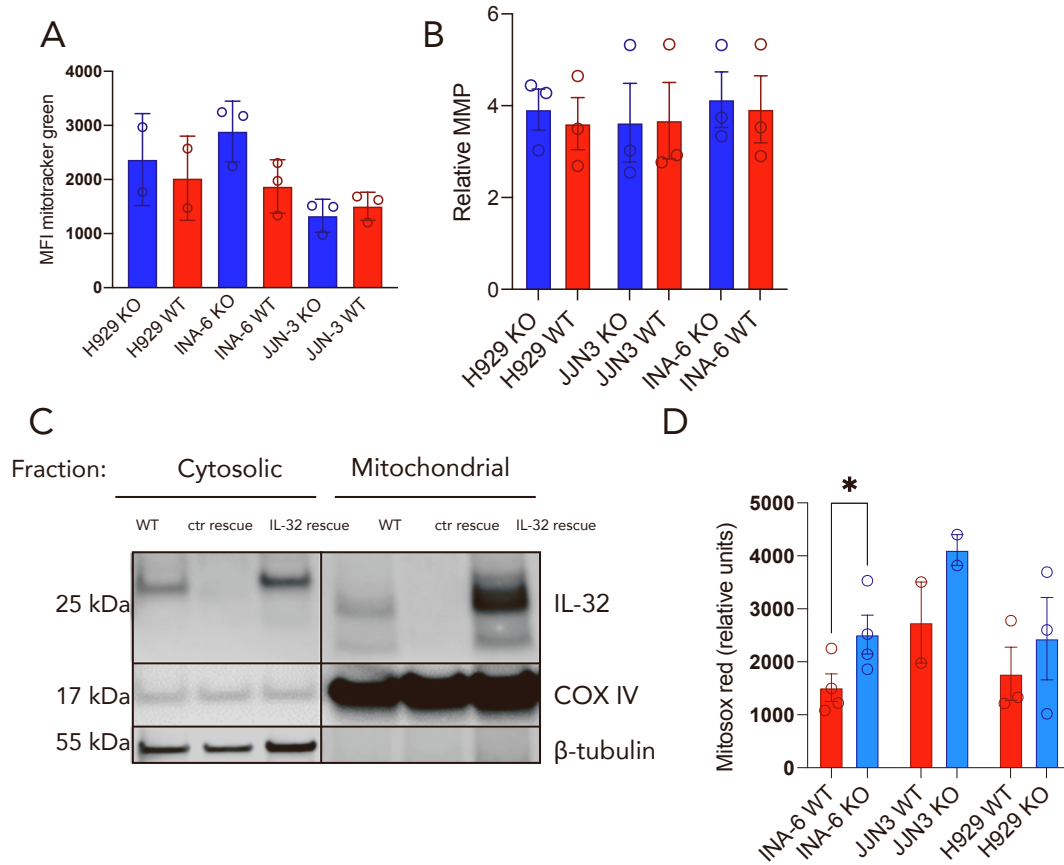 A
MFI mitotracker green
4000
3000
2000
1000
0
H929 KO
H929 WT
INA-6 KO
INA-6 WT
JJN-3 KO
JJN-3 WT
B
Relative MMP
6
4
2
0
H929 KO
H929 WT
JJN3 KO
JJN3 WT
INA-6 KO
INA-6 WT
C
Fraction: Cytosolic Mitochondrial
WT ctr rescue IL-32 rescue WT ctr rescue IL-32 rescue
25 kDa IL-32
17 kDa COX IV
55 kDa β-tubulin
D
Mitosox red (relative units)
*
5000
4000
3000
2000
1000
0
INA-6 WT
INA-6 KO
JJN3 WT
JJN3 KO
H929 WT
H929 KO